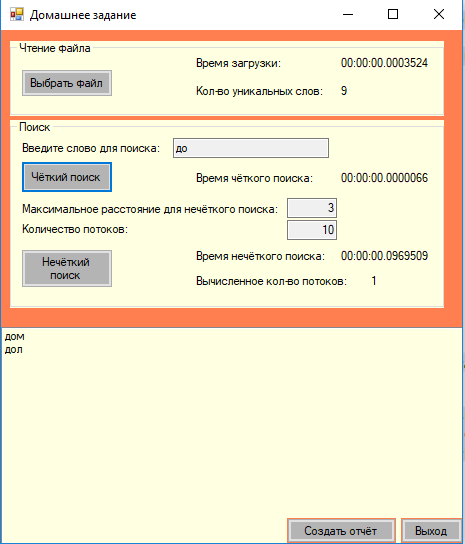 Домашнее задание
Чтение файла
Выбрать файл
Время загрузки: 00:00:00.0003524
Кол-во уникальных слов: 9
Поиск
Введите слово для поиска: до
Чёткий поиск
Время чёткого поиска: 00:00:00.0000066
Максимальное расстояние для нечёткого поиска: 3
Количество потоков: 10
Нечёткий
поиск
Время нечёткого поиска: 00:00:00.0969509
Вычисленное кол-во потоков: 1
дом
дол
Создать отчёт
Выход